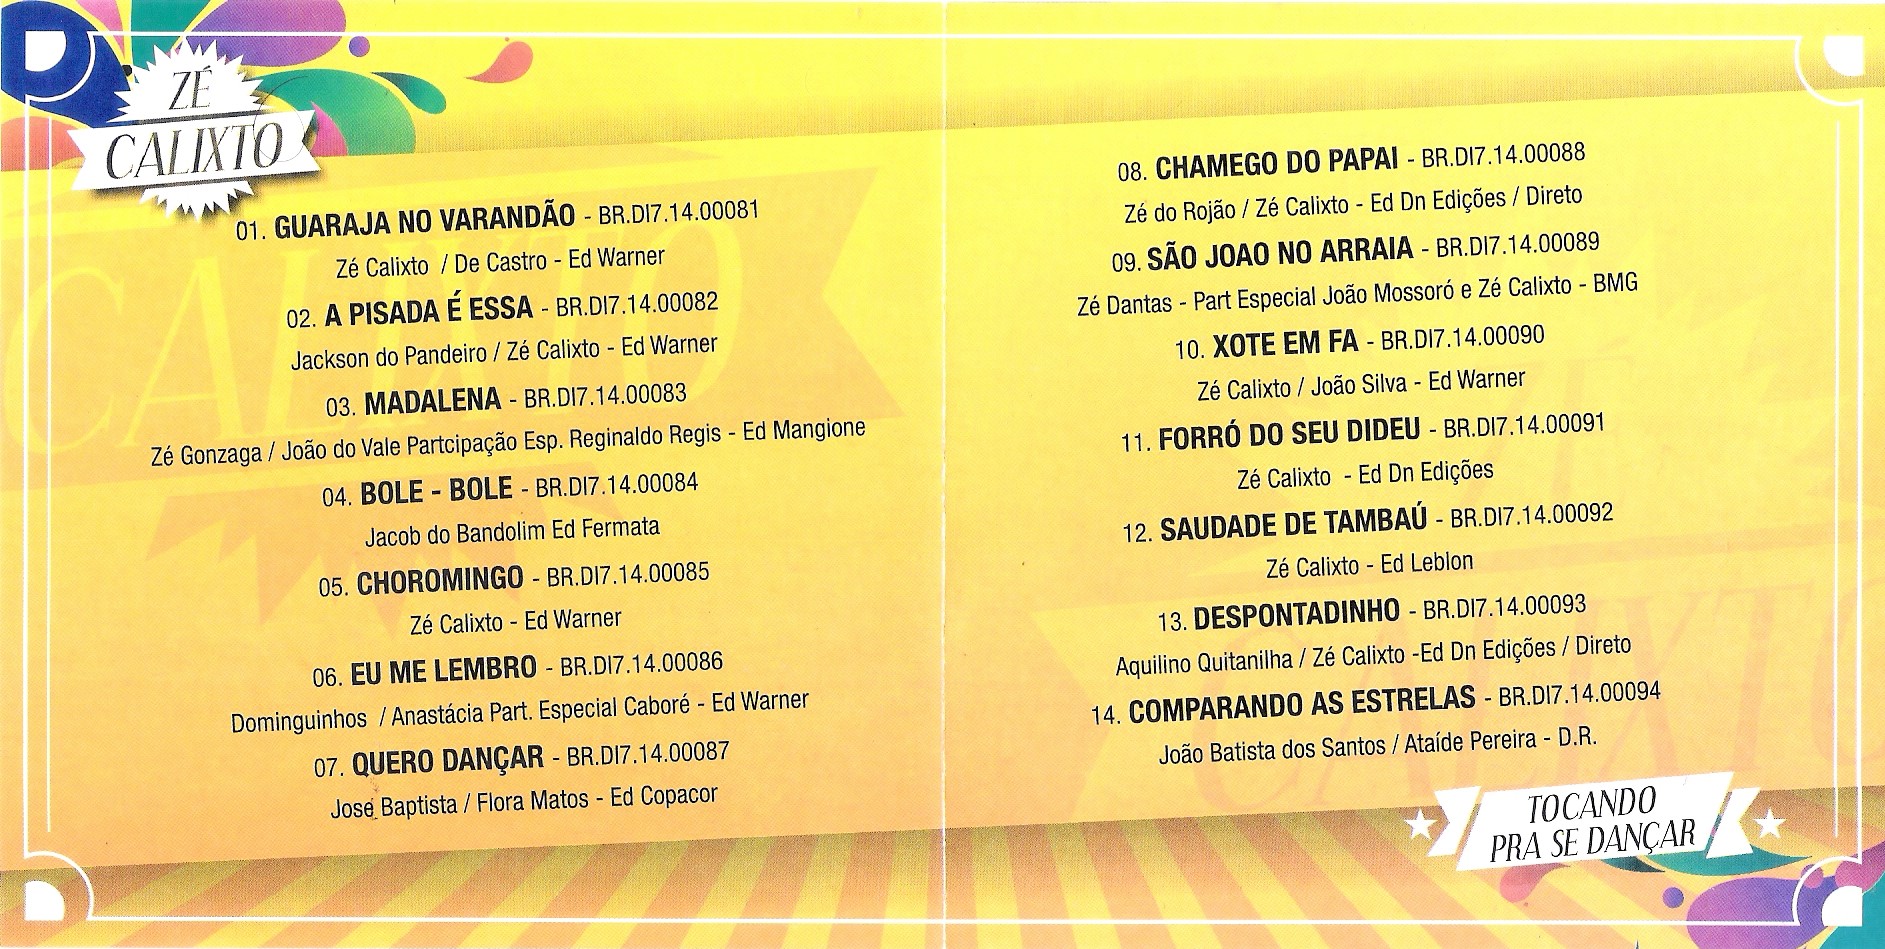 ZÉ
CALIXTO
01. GUARAJA NO VARANDÃO - BR.DI7.14.00081
Zé Calixto / De Castro - Ed Warner
02. A PISADA É ESSA - BR.DI7.14.00082
Jackson do Pandeiro / Zé Calixto - Ed Warner
03. MADALENA - BR.DI7.14.00083
Zé Gonzaga / João do Vale Partcipação Esp. Reginaldo Regis - Ed Mangione
04. BOLE - BOLE - BR.DI7.14.00084
Jacob do Bandolim Ed Fermata
05. CHOROMINGO - BR.DI7.14.00085
Zé Calixto - Ed Warner
06. EU ME LEMBRO - BR.DI7.14.00086
Dominguinhos / Anastácia Part. Especial Caboré - Ed Warner
07. QUERO DANÇAR - BR.DI7.14.00087
Jose Baptista / Flora Matos - Ed Copacor
08. CHAMEGO DO PAPAI - BR.DI7.14.00088
Zé do Rojão / Zé Calixto - Ed Dn Edições / Direto
09. SÃO JOAO NO ARRAIA - BR.DI7.14.00089
Zé Dantas - Part Especial João Mossoró e Zé Calixto - BMG
10. XOTE EM FA - BR.DI7.14.00090
Zé Calixto / João Silva - Ed Warner
11. FORRÓ DO SEU DIDEU - BR.DI7.14.00091
Zé Calixto - Ed Dn Edições
12. SAUDADE DE TAMBAÚ - BR.DI7.14.00092
Zé Calixto - Ed Leblon
13. DESPONTADINHO - BR.DI7.14.00093
Aquilino Quitanilha / Zé Calixto -Ed Dn Edições / Direto
14. COMPARANDO AS ESTRELAS - BR.DI7.14.00094
João Batista dos Santos / Ataíde Pereira - D.R.
TOCANDO
PRA SE DANÇAR